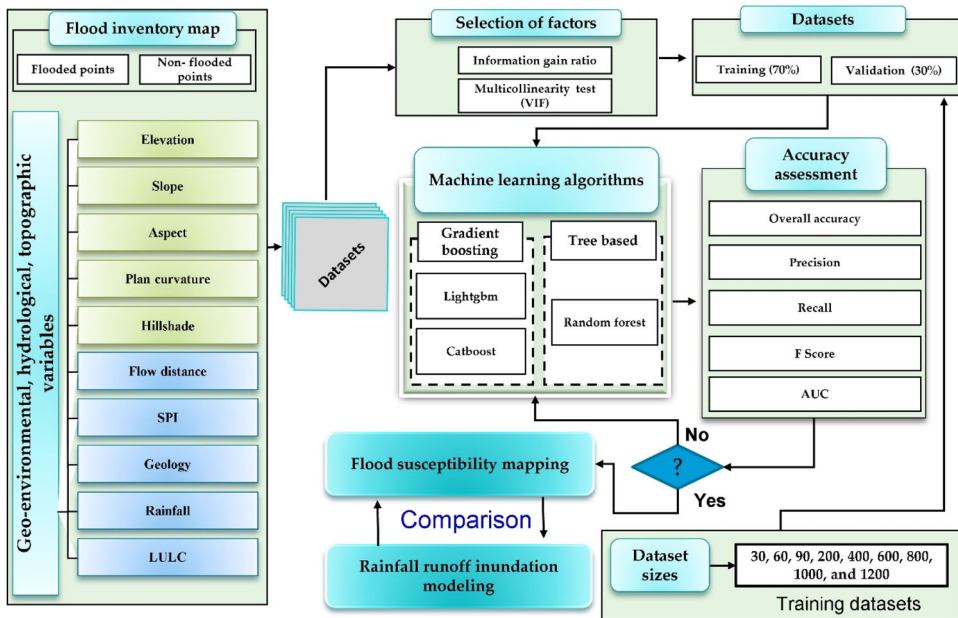 Flood inventory map
Flooded points
Non- flooded
points
Geo-environmental, hydrological, topographic
variables
Elevation
Slope
Aspect
Plan curvature
Hillshade
Flow distance
SPI
Geology
Rainfall
LULC
Datasets
Selection of factors
Information gain ratio
Multicollinearity test
(VIF)
Datasets
Training (70%)
Validation (30%)
Machine learning algorithms
Gradient
boosting
Lightgbm
Catboost
Tree based
Random forest
Accuracy
assessment
Overall accuracy
Precision
Recall
F Score
AUC
No
?
Yes
Flood susceptibility mapping
Comparison
Rainfall runoff inundation
modeling
Dataset
sizes
30, 60, 90, 200, 400, 600, 800,
1000, and 1200
Training datasets